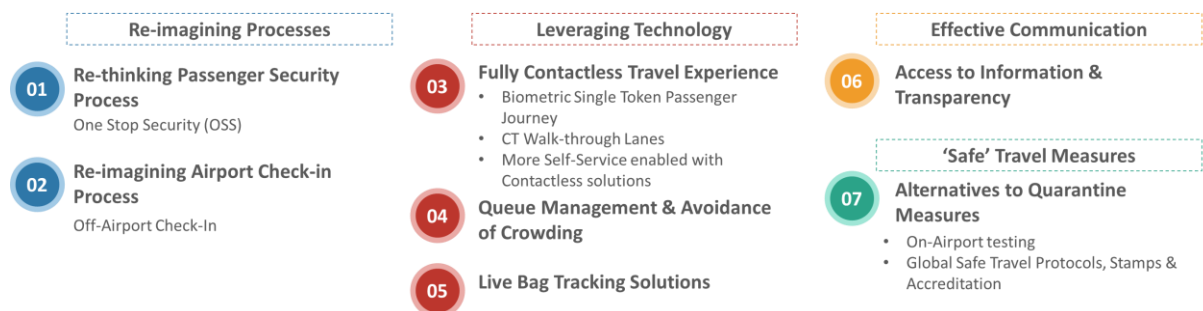 Re-imagining Processes
01
Re-thinking Passenger Security
Process
One Stop Security (OSS)
02
Re-imagining Airport Check-in
Process
Off-Airport Check-In
Leveraging Technology
03
Fully Contactless Travel Experience
• Biometric Single Token Passenger
Journey
• CT Walk-through Lanes
• More Self-Service enabled with
Contactless solutions
04
Queue Management & Avoidance
of Crowding
05
Live Bag Tracking Solutions
Effective Communication
06
Access to Information &
Transparency
‘Safe’ Travel Measures
07
Alternatives to Quarantine
Measures
• On-Airport testing
• Global Safe Travel Protocols, Stamps &
Accreditation